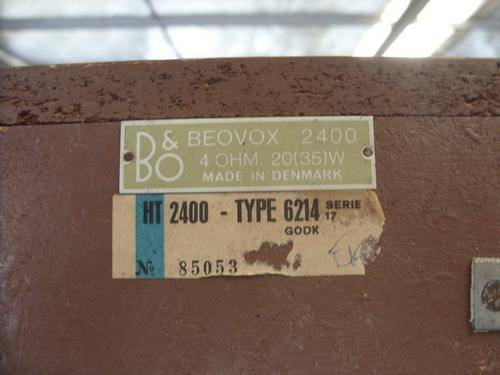 B&O BEOVOX 2400
4 OHM. 20(35)W
MADE IN DENMARK
HT 2400 - TYPE 6214 SERIE 17
GODK
№ 85053